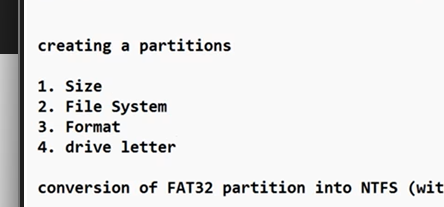 creating a partitions
1. Size
2. File System
3. Format
4. drive letter
conversion of FAT32 partition into NTFS (wit